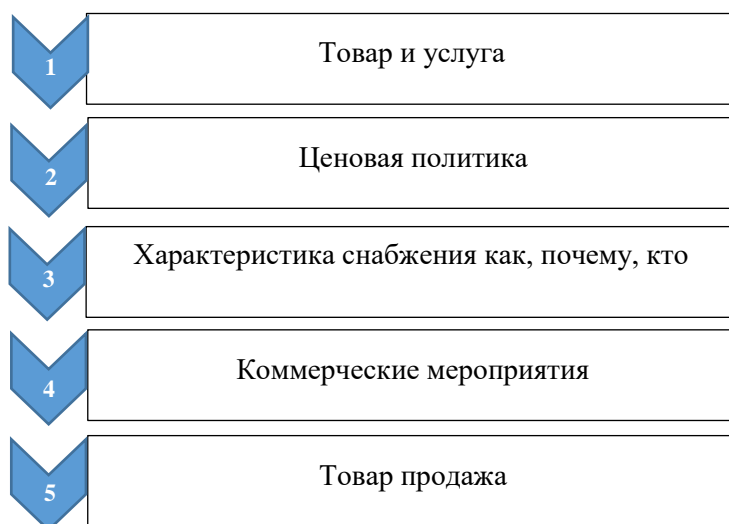 1
Товар и услуга
2
Ценовая политика
3
Характеристика снабжения как, почему, кто
4
Коммерческие мероприятия
5
Товар продажа